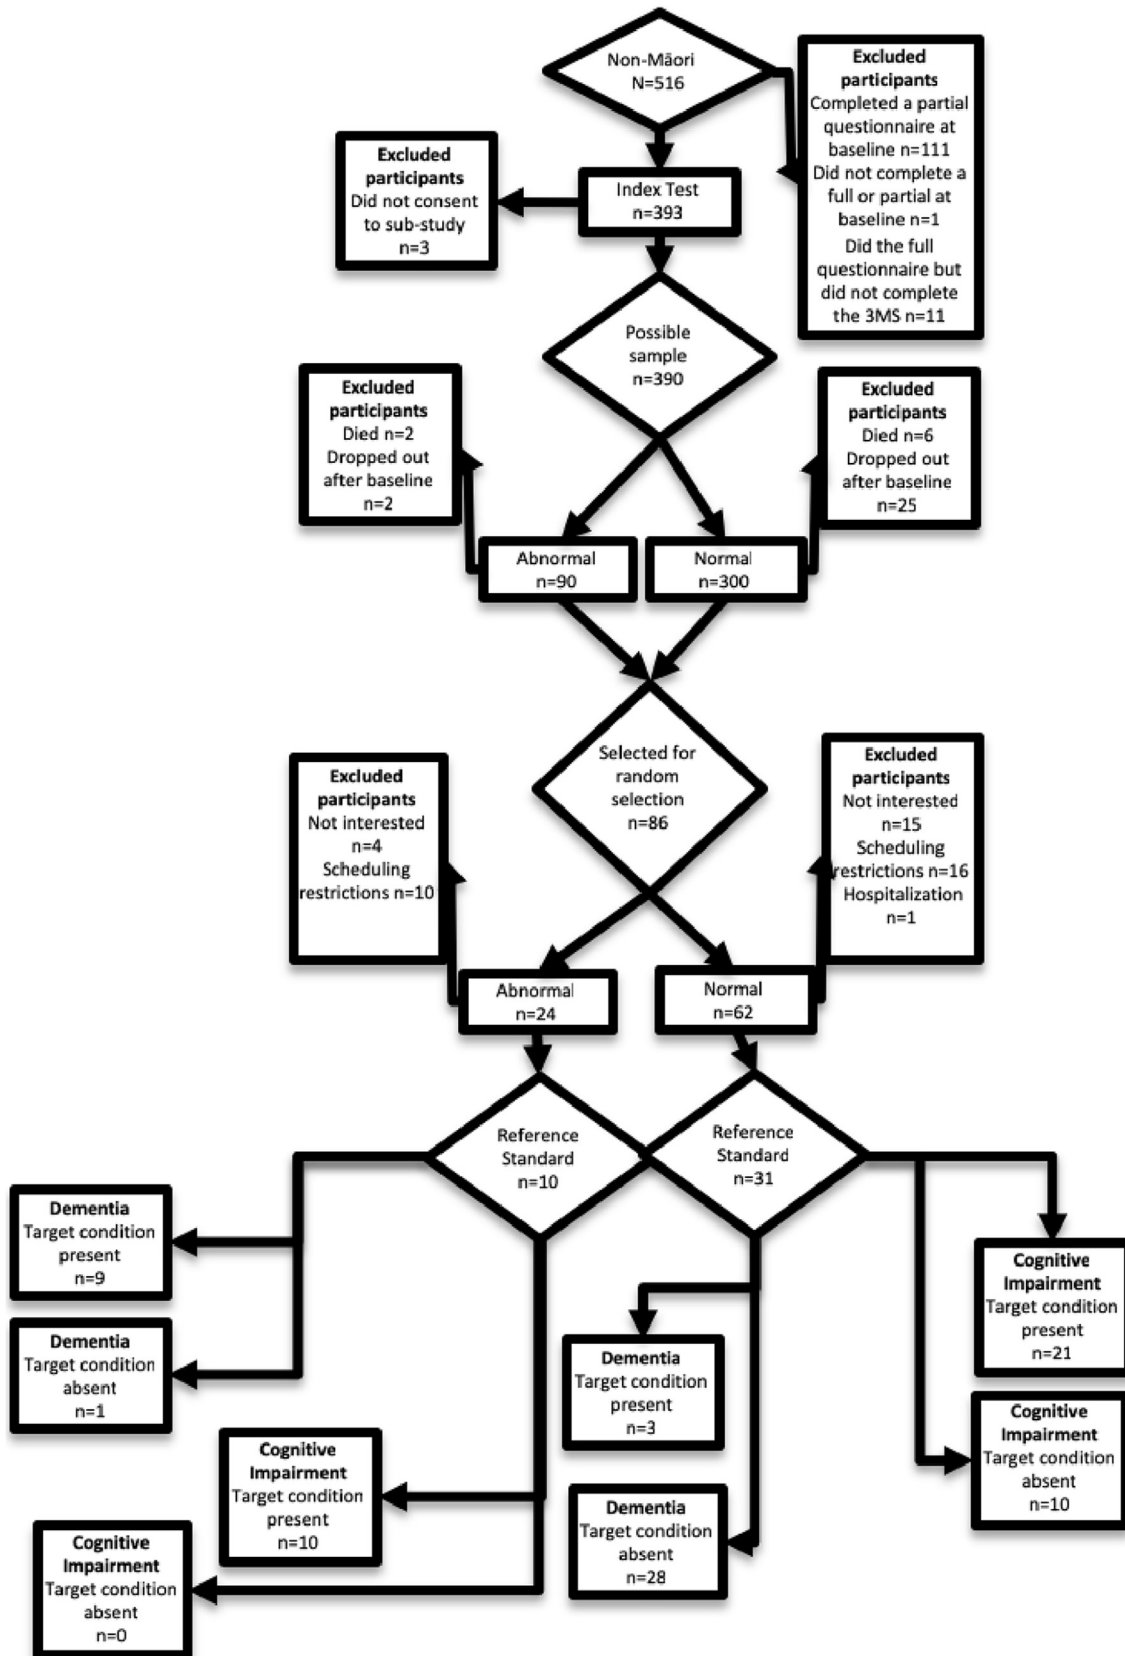 Non-Māori
N=516
Excluded
participants
Completed a partial
questionnaire at
baseline n=111
Did not complete a
full or partial at
baseline n=1
Did the full
questionnaire but
did not complete
the 3MS n=11
Excluded
participants
Did not consent
to sub-study
n=3
Index Test
n=393
Possible
sample
n=390
Excluded
participants
Died n=2
Dropped out
after baseline
n=2
Excluded
participants
Died n=6
Dropped out
after baseline
n=25
Abnormal
n=90
Normal
n=300
Selected for
random
selection
n=86
Excluded
participants
Not interested
n=4
Scheduling
restrictions n=10
Excluded
participants
Not interested
n=15
Scheduling
restrictions n=16
Hospitalization
n=1
Abnormal
n=24
Normal
n=62
Reference
Standard
n=10
Reference
Standard
n=31
Dementia
Target condition
present
n=9
Dementia
Target condition
absent
n=1
Cognitive
Impairment
Target condition
present
n=10
Cognitive
Impairment
Target condition
absent
n=0
Dementia
Target condition
present
n=3
Dementia
Target condition
absent
n=28
Cognitive
Impairment
Target condition
present
n=21
Cognitive
Impairment
Target condition
absent
n=10